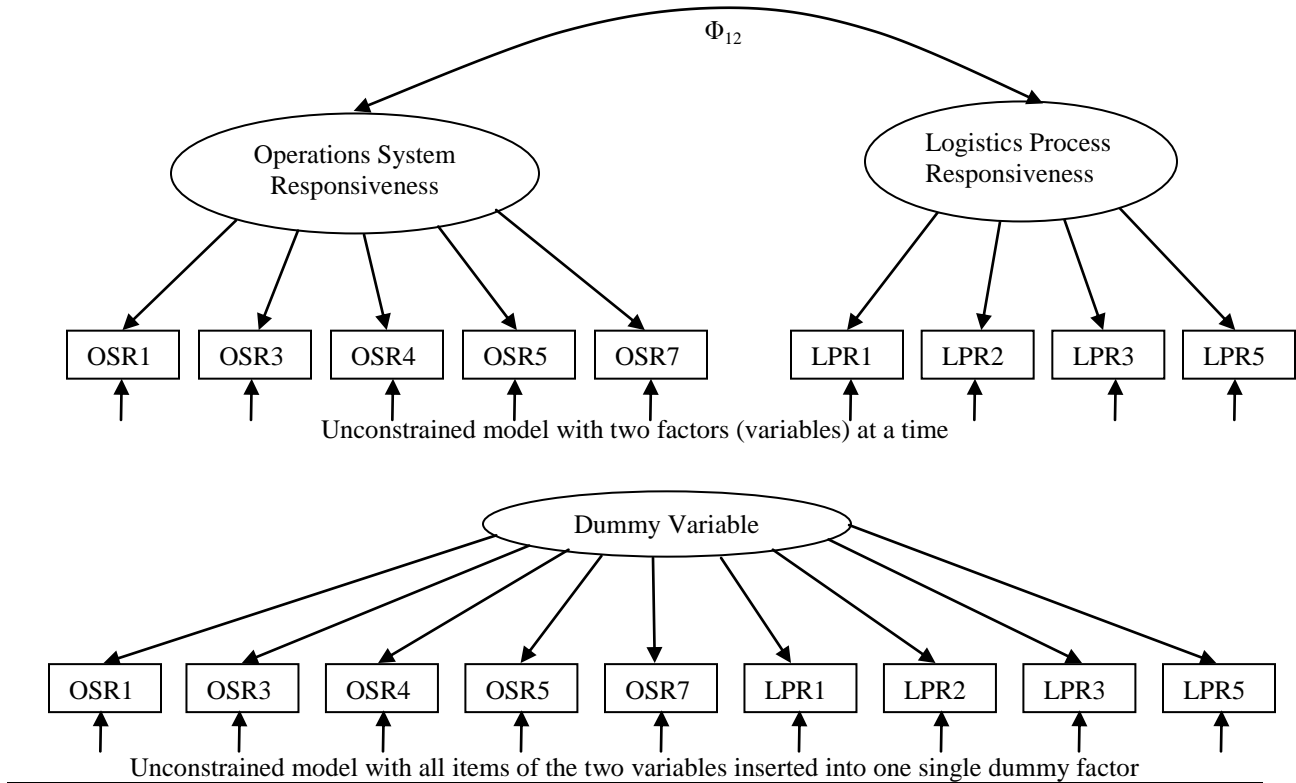 Φ12
Operations System
Responsiveness
Logistics Process
Responsiveness
OSR1 OSR3 OSR4 OSR5 OSR7 LPR1 LPR2 LPR3 LPR5
Unconstrained model with two factors (variables) at a time
Dummy Variable
OSR1 OSR3 OSR4 OSR5 OSR7 LPR1 LPR2 LPR3 LPR5
Unconstrained model with all items of the two variables inserted into one single dummy factor